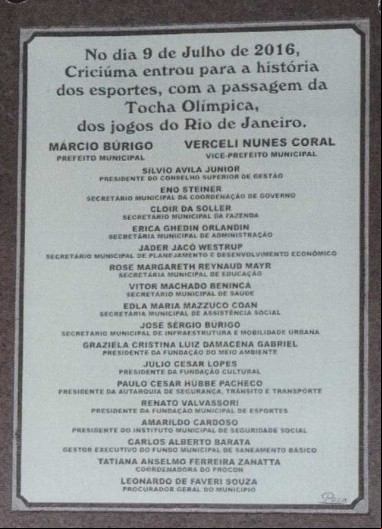 No dia 9 de Julho de 2016,
Criciúma entrou para a história
dos esportes, com a passagem da
Tocha Olímpica,
dos jogos do Rio de Janeiro.
MÁRCIO BÚRIGO
PREFEITO MUNICIPAL
VERCELI NUNES CORAL
VICE-PREFEITO MUNICIPAL
SILVIO AVILA JUNIOR
PRESIDENTE DO CONSELHO SUPERIOR DE GESTÃO
ENO STEINER
SECRETÁRIO MUNICIPAL DA COORDENAÇÃO DE GOVERNO
CLOIR DA SOLLER
SECRETÁRIO MUNICIPAL DA FAZENDA
ERICA GHEDIN ORLANDIN
SECRETÁRIA MUNICIPAL DE ADMINISTRAÇÃO
JADER JACÓ WESTRUP
SECRETÁRIO MUNICIPAL DE PLANEJAMENTO E DESENVOLVIMENTO ECONÔMICO
ROSE MARGARETH REYNAUD MAYR
SECRETÁRIA MUNICIPAL DE EDUCAÇÃO
VITOR MACHADO BENINCÁ
SECRETÁRIO MUNICIPAL DE SAÚDE
EDLA MARIA MAZZUCO COAN
SECRETÁRIA MUNICIPAL DE ASSISTÊNCIA SOCIAL
JOSÉ SÉRGIO BÚRIGO
SECRETÁRIO MUNICIPAL DE INFRAESTRUTURA E MOBILIDADE URBANA
GRAZIELA CRISTINA LUIZ DAMACENA GABRIEL
PRESIDENTE DA FUNDAÇÃO DO MEIO AMBIENTE
JÚLIO CESAR LOPES
PRESIDENTE DA FUNDAÇÃO CULTURAL
PAULO CESAR HÜBBE PACHECO
PRESIDENTE DA AUTARQUIA DE SEGURANÇA, TRÂNSITO E TRANSPORTE
RENATO VALVASSORI
PRESIDENTE DA FUNDAÇÃO MUNICIPAL DE ESPORTES
AMARILDO CARDOSO
PRESIDENTE DO INSTITUTO MUNICIPAL DE SEGURIDADE SOCIAL
CARLOS ALBERTO BARATA
GESTOR EXECUTIVO DO FUNDO MUNICIPAL DE SANEAMENTO BÁSICO
TATIANA ANSELMO FERREIRA ZANATTA
COORDENADORA DO PROCON
LEONARDO DE FAVERI SOUZA
PROCURADOR GERAL DO MUNICÍPIO